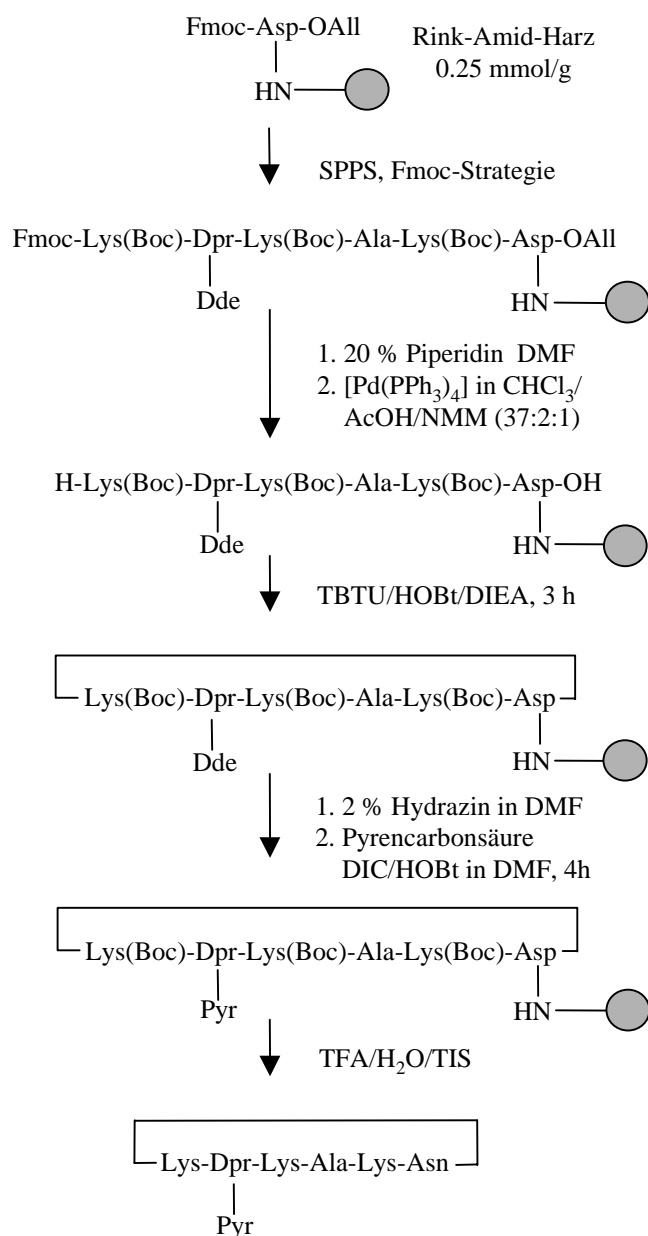 Fmoc-Asp-OAll
Rink-Amid-Harz
0.25 mmol/g
HN
SPPS, Fmoc-Strategie
Fmoc-Lys(Boc)-Dpr-Lys(Boc)-Ala-Lys(Boc)-Asp-OAll
Dde
HN
1. 20 % Piperidin  DMF
2. [Pd(PPh₃)₄] in CHCl₃/
AcOH/NMM (37:2:1)
H-Lys(Boc)-Dpr-Lys(Boc)-Ala-Lys(Boc)-Asp-OH
Dde
HN
TBTU/HOBt/DIEA, 3 h
Lys(Boc)-Dpr-Lys(Boc)-Ala-Lys(Boc)-Asp
Dde
HN
1. 2 % Hydrazin in DMF
2. Pyrencarbonsäure
DIC/HOBt in DMF, 4h
Lys(Boc)-Dpr-Lys(Boc)-Ala-Lys(Boc)-Asp
Pyr
HN
TFA/H₂O/TIS
Lys-Dpr-Lys-Ala-Lys-Asn
Pyr